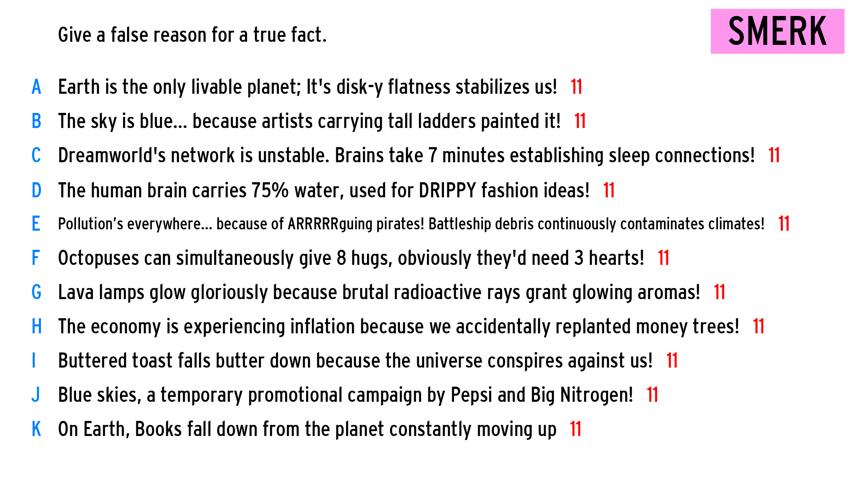 Give a false reason for a true fact.
SMERK
A Earth is the only livable planet; It's disk-y flatness stabilizes us! 11
B The sky is blue... because artists carrying tall ladders painted it! 11
C Dreamworld's network is unstable. Brains take 7 minutes establishing sleep connections! 11
D The human brain carries 75% water, used for DRIPPY fashion ideas! 11
E Pollution's everywhere... because of ARRRRRguing pirates! Battleship debris continuously contaminates climates! 11
F Octopuses can simultaneously give 8 hugs, obviously they'd need 3 hearts! 11
G Lava lamps glow gloriously because brutal radioactive rays grant glowing aromas! 11
H The economy is experiencing inflation because we accidentally replanted money trees! 11
I Buttered toast falls butter down because the universe conspires against us! 11
J Blue skies, a temporary promotional campaign by Pepsi and Big Nitrogen! 11
K On Earth, Books fall down from the planet constantly moving up 11